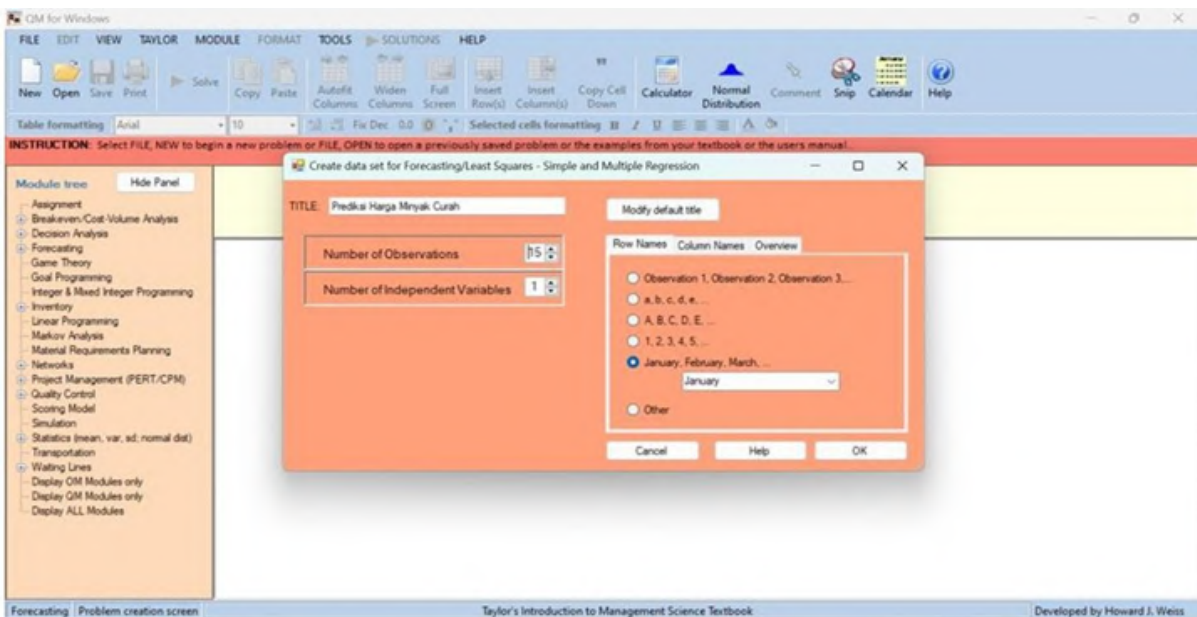 QM for Windows
FILE EDIT VIEW TAYLOR MODULE FORMAT TOOLS SOLUTIONS HELP
New Open Save Print Solve Copy Paste Autofit Columns Widen Columns Full Screen Insert Row(s) Insert Column(s) Copy Cell Down Calculator Normal Distribution Comment Snip Calendar Help
Table formatting Arial 10 Fix Dec 0.0 Selected cells formatting B I U
INSTRUCTION: Select FILE, NEW to begin a new problem or FILE, OPEN to open a previously saved problem or the examples from your textbook or the users manual.
Module tree Hide Panel
Assignment
Breakeven/Cost-Volume Analysis
Decision Analysis
Forecasting
Game Theory
Goal Programming
Integer & Mixed Integer Programming
Inventory
Linear Programming
Markov Analysis
Material Requirements Planning
Networks
Project Management (PERT/CPM)
Quality Control
Scoring Model
Simulation
Statistics (mean, var, sd; normal dist)
Transportation
Waiting Lines
Display OM Modules only
Display QM Modules only
Display ALL Modules
Create data set for Forecasting/Least Squares - Simple and Multiple Regression
TITLE: Prediksi Harga Minyak Curah
Modify default title
Number of Observations 15
Number of Independent Variables 1
Row Names Column Names Overview
Observation 1, Observation 2, Observation 3,...
a, b, c, d, e, ...
A, B, C, D, E, ...
1, 2, 3, 4, 5, ...
January, February, March, ...
January
Other
Cancel Help OK
Forecasting Problem creation screen Taylor's Introduction to Management Science Textbook Developed by Howard J. Weiss